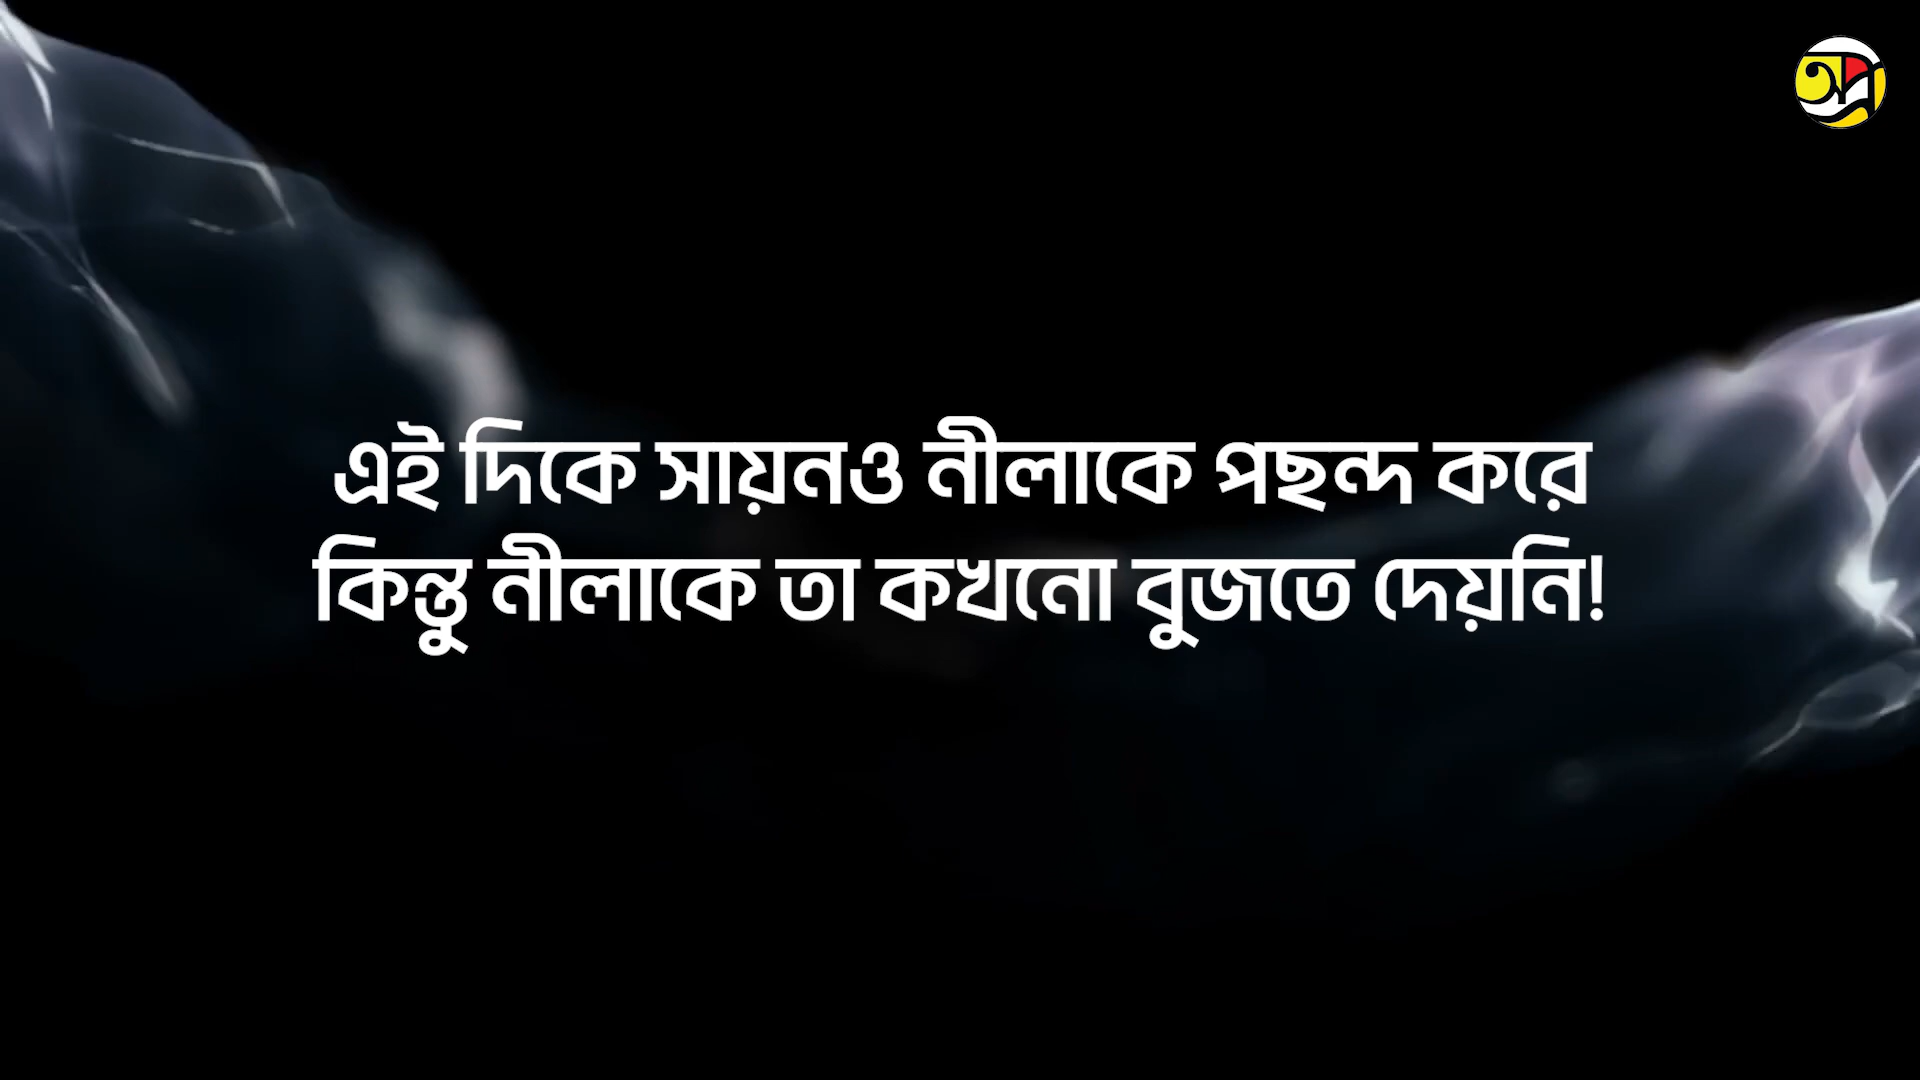 এই দিকে সায়নও নীলাকে পছন্দ করে
কিন্তু নীলাকে তা কখনো বুজতে দেয়নি!